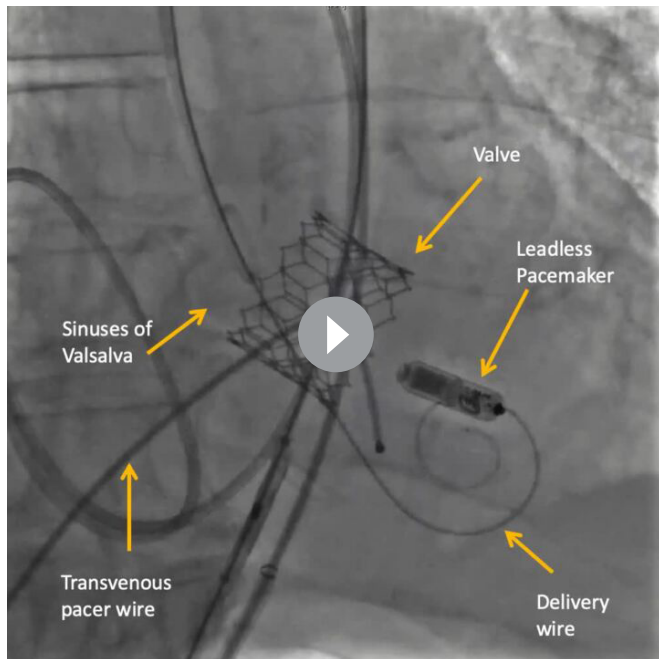 Valve
Leadless
Pacemaker
Sinuses of
Valsalva
Transvenous
pacer wire
Delivery
wire